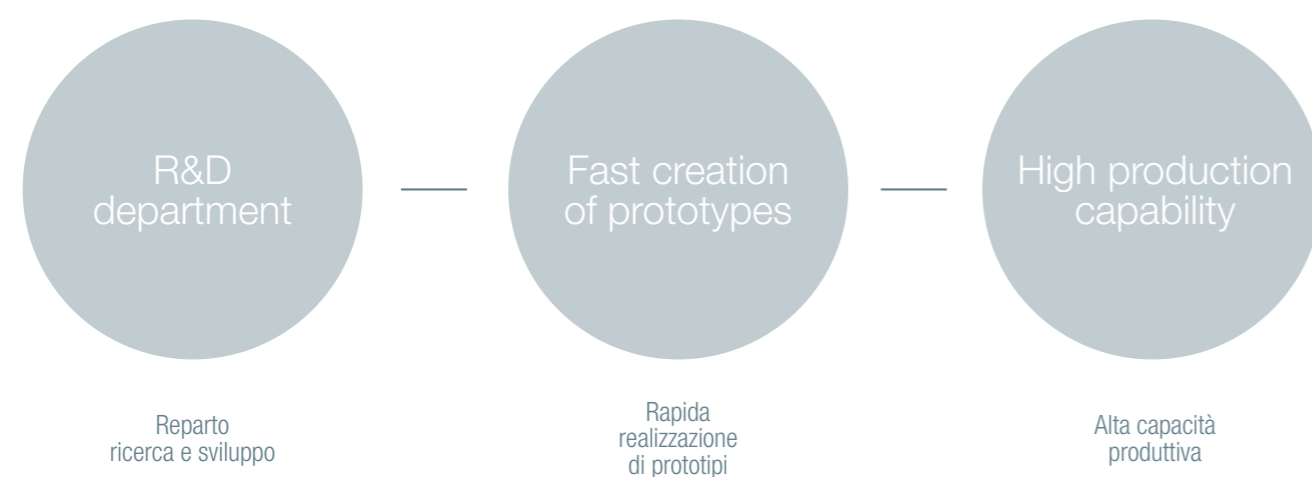 R&D
department
Fast creation
of prototypes
High production
capability
Reparto
ricerca e sviluppo
Rapida
realizzazione
di prototipi
Alta capacità
produttiva